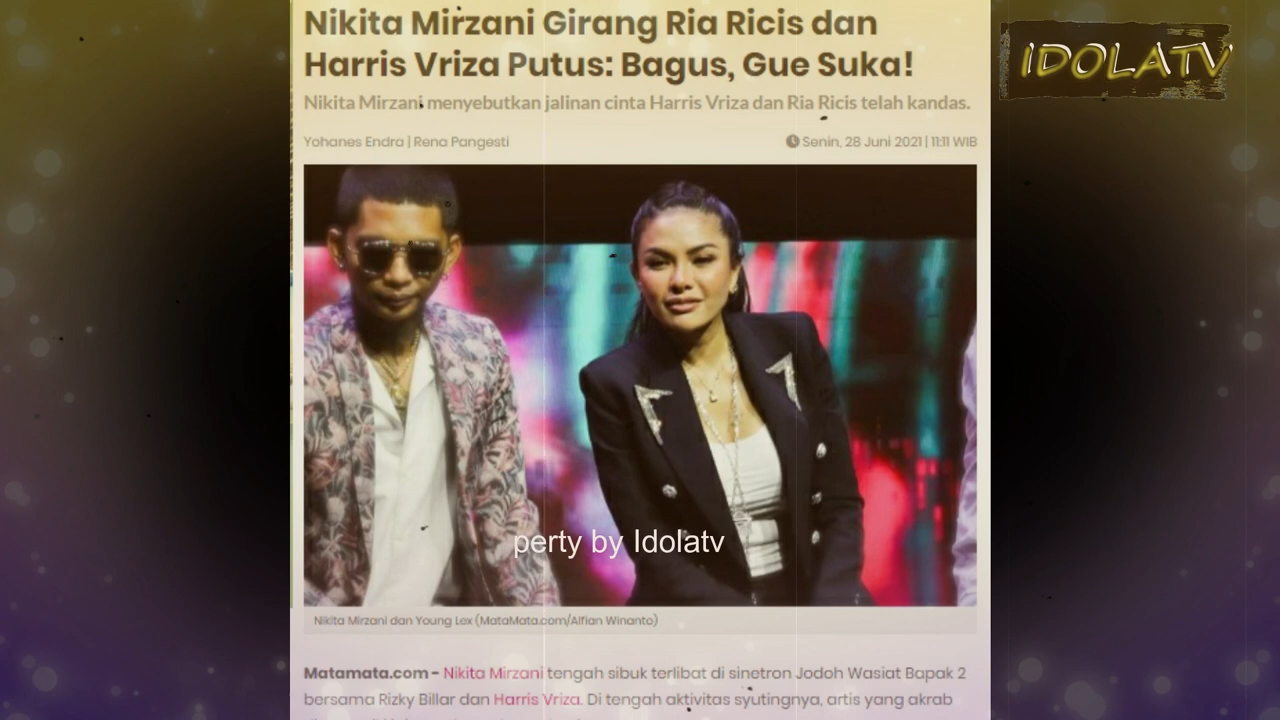 Nikita Mirzani Girang Ria Ricis dan
Harris Vriza Putus: Bagus, Gue Suka!
IDOLATV
Nikita Mirzani menyebutkan jalinan cinta Harris Vriza dan Ria Ricis telah kandas.
Yohanes Endra | Rena Pangesti
Senin, 28 Juni 2021 | 11:11 WIB
perty by Idolatv
Nikita Mirzani dan Young Lex (MataMata.com/Alfian Winanto)
Matamata.com - Nikita Mirzani tengah sibuk terlibat di sinetron Jodoh Wasiat Bapak 2
bersama Rizky Billar dan Harris Vriza. Di tengah aktivitas syutingnya, artis yang akrab